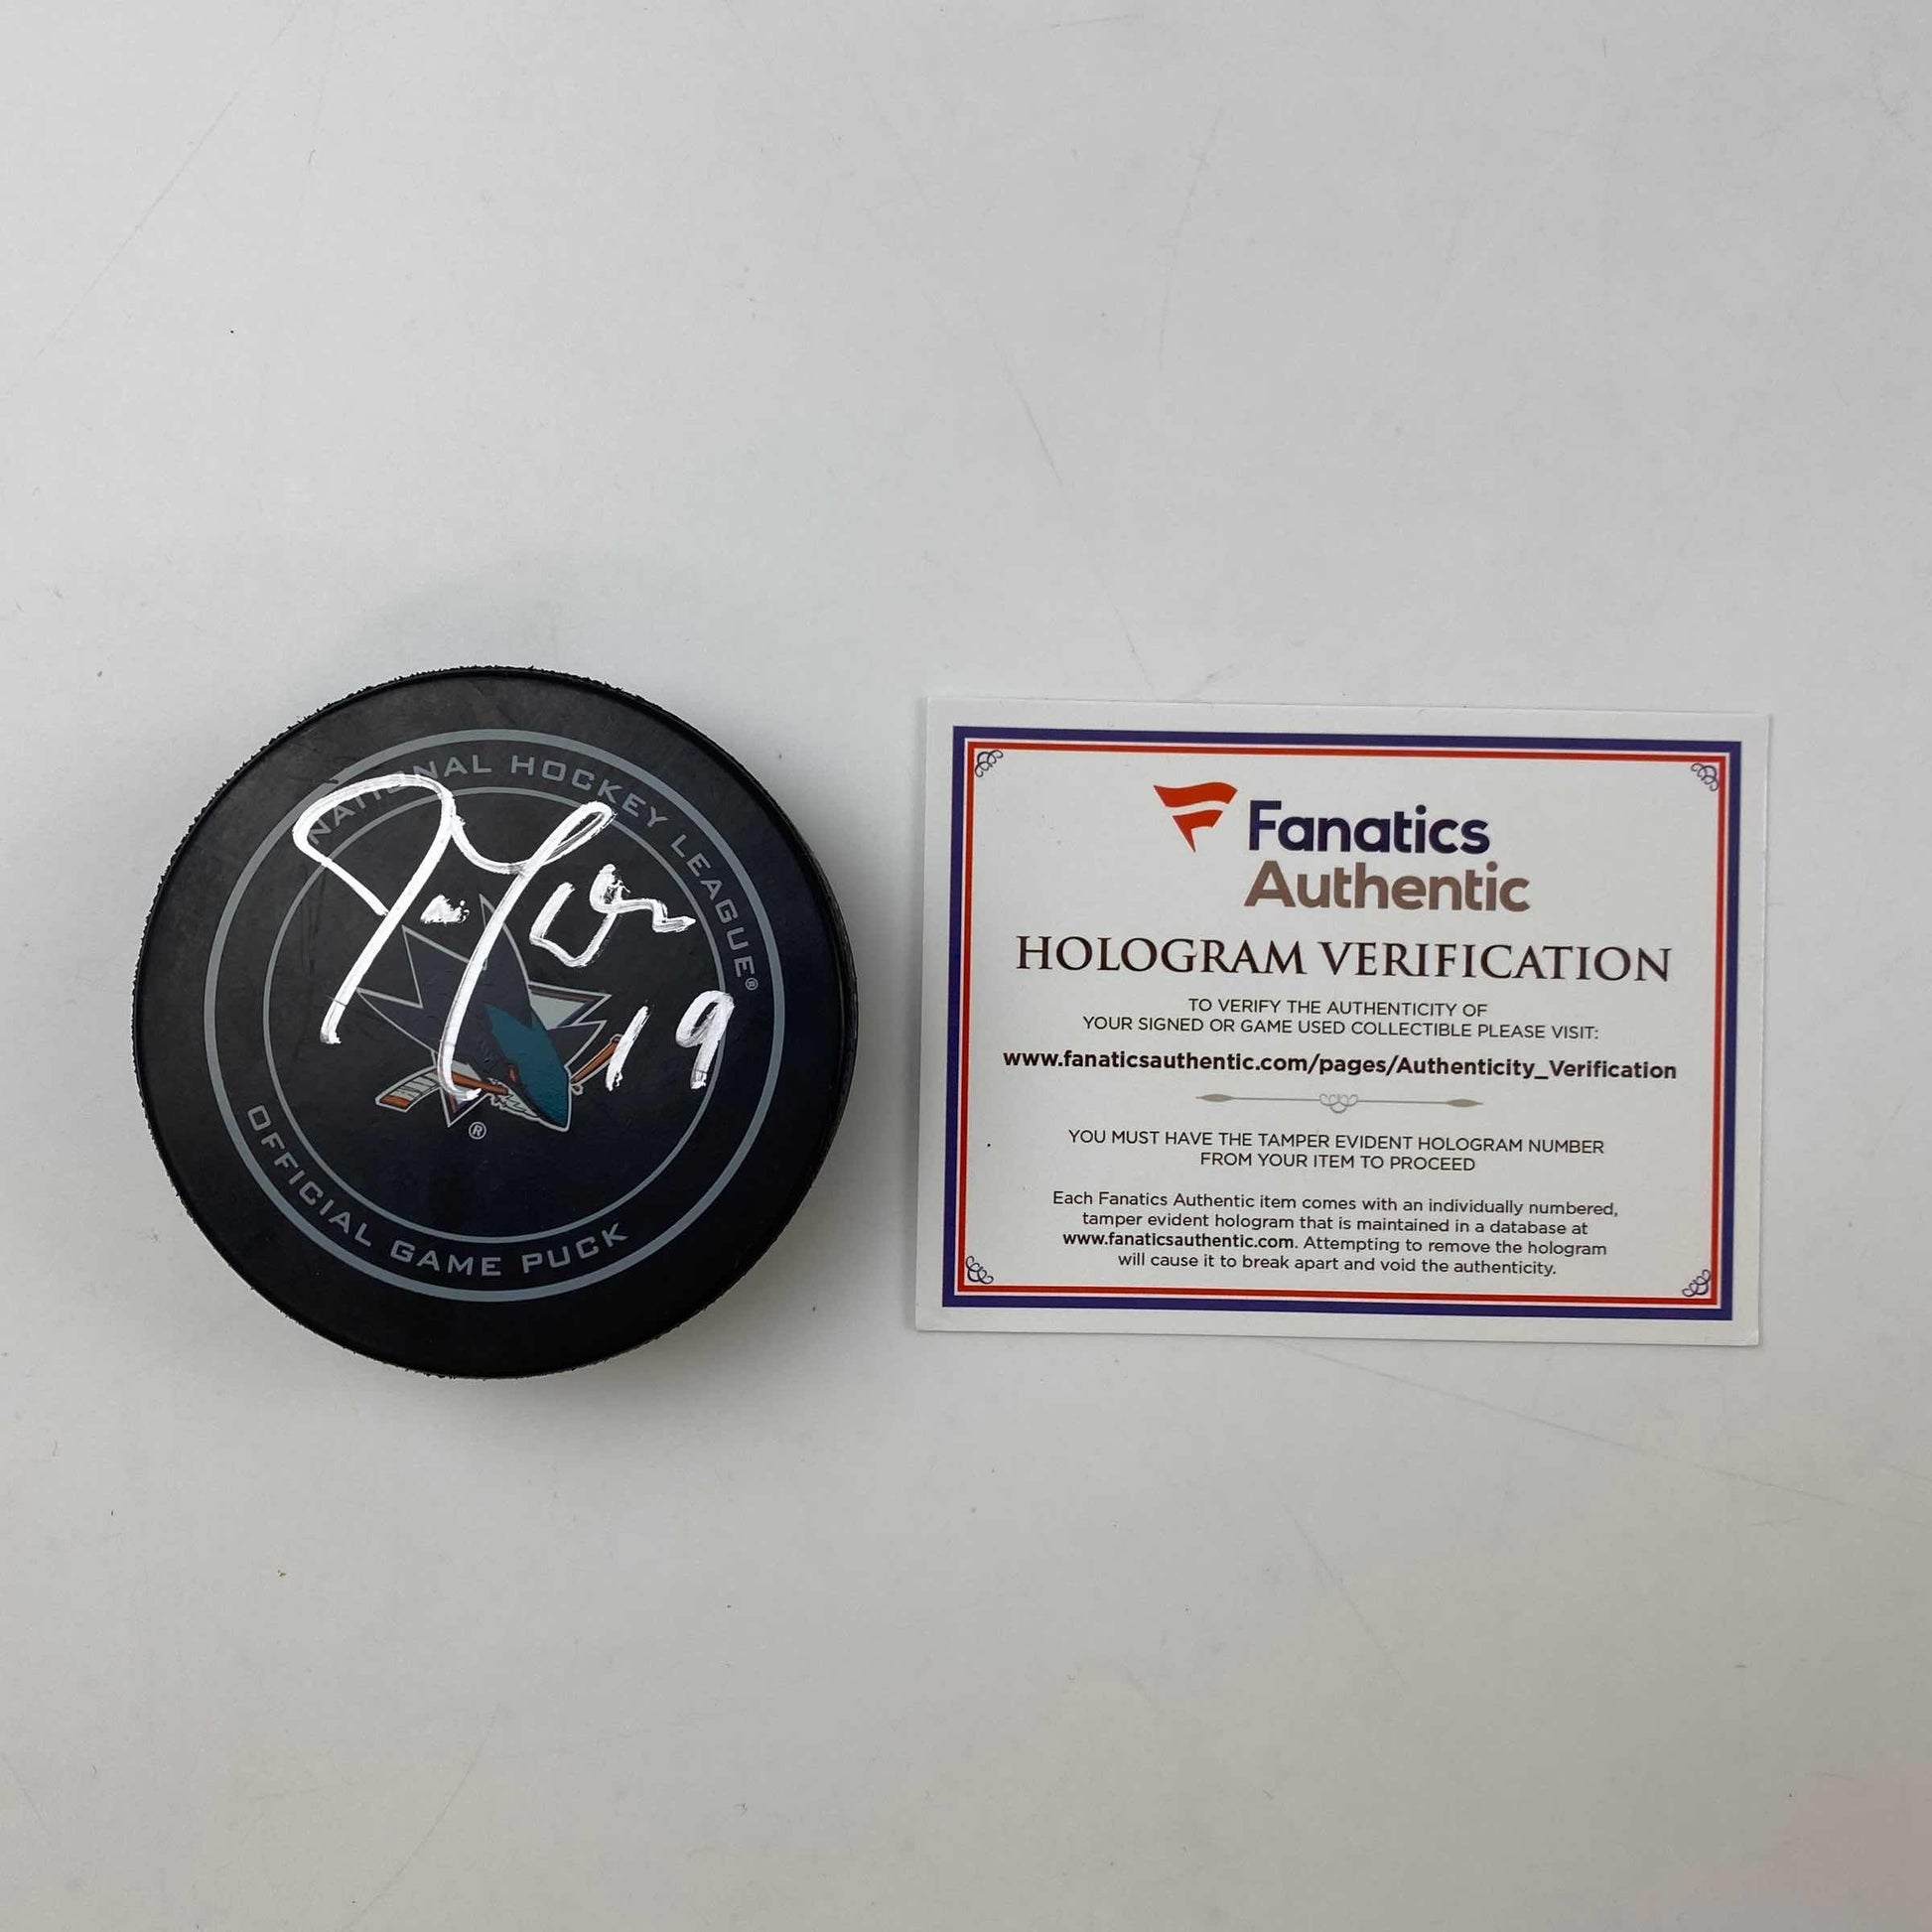 NATIONAL HOCKEY LEAGUE®
19
®
OFFICIAL GAME PUCK
Fanatics
Authentic
HOLOGRAM VERIFICATION
TO VERIFY THE AUTHENTICITY OF
YOUR SIGNED OR GAME USED COLLECTIBLE PLEASE VISIT:
www.fanaticsauthentic.com/pages/Authenticity_Verification
YOU MUST HAVE THE TAMPER EVIDENT HOLOGRAM NUMBER
FROM YOUR ITEM TO PROCEED
Each Fanatics Authentic item comes with an individually numbered,
tamper evident hologram that is maintained in a database at
www.fanaticsauthentic.com. Attempting to remove the hologram
will cause it to break apart and void the authenticity.